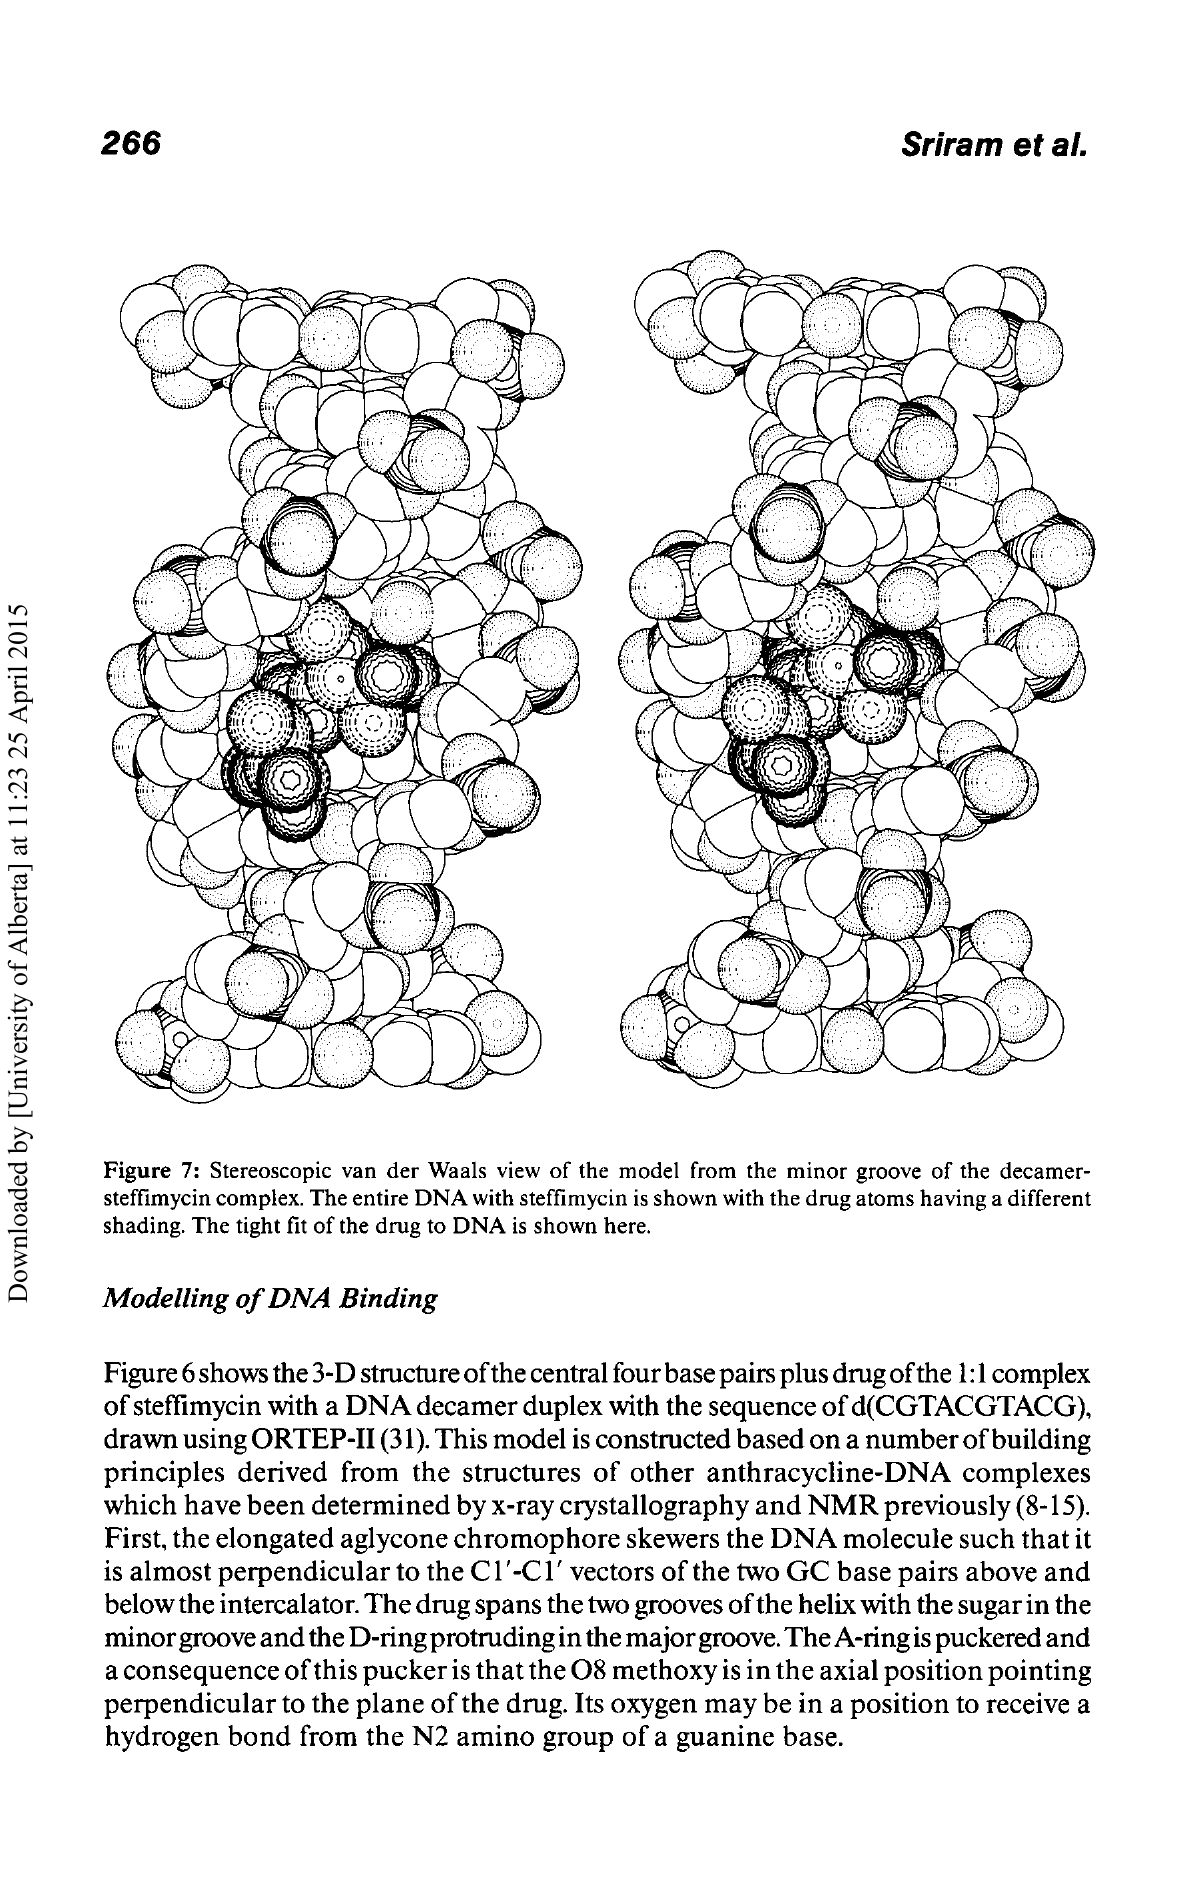 266
Sriram et al.
Figure 7: Stereoscopic van der Waals view of the model from the minor groove of the decamer-
steffimycin complex. The entire DNA with steffimycin is shown with the drug atoms having a different
shading. The tight fit of the drug to DNA is shown here.
Modelling of DNA Binding
Figure 6 shows the 3-D structure of the central four base pairs plus drug of the 1:1 complex
of steffimycin with a DNA decamer duplex with the sequence of d(CGTACGTACG),
drawn using ORTEP-II (31). This model is constructed based on a number of building
principles derived from the structures of other anthracycline-DNA complexes
which have been determined by x-ray crystallography and NMR previously (8-15).
First, the elongated aglycone chromophore skewers the DNA molecule such that it
is almost perpendicular to the C1'-C1' vectors of the two GC base pairs above and
below the intercalator. The drug spans the two grooves of the helix with the sugar in the
minor groove and the D-ring protruding in the major groove. The A-ring is puckered and
a consequence of this pucker is that the O8 methoxy is in the axial position pointing
perpendicular to the plane of the drug. Its oxygen may be in a position to receive a
hydrogen bond from the N2 amino group of a guanine base.
Downloaded by [University of Alberta] at 11:23 25 April 2015